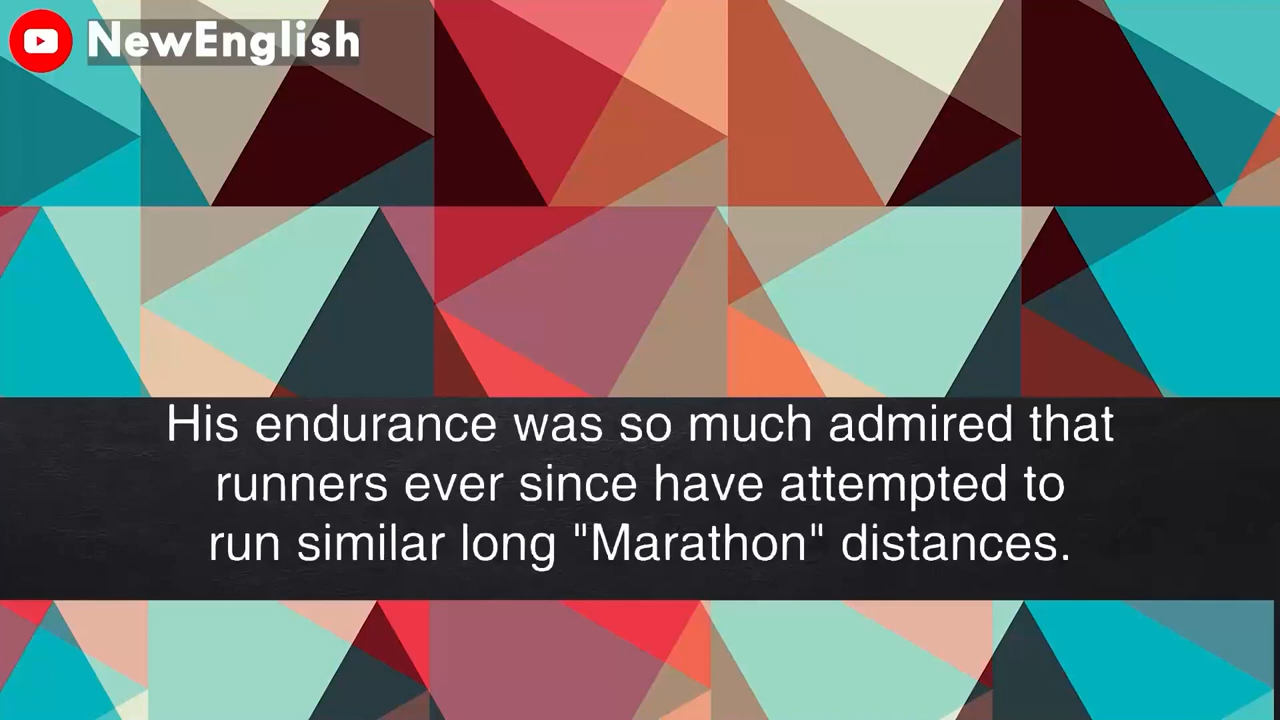 NewEnglish
His endurance was so much admired that
runners ever since have attempted to
run similar long "Marathon" distances.